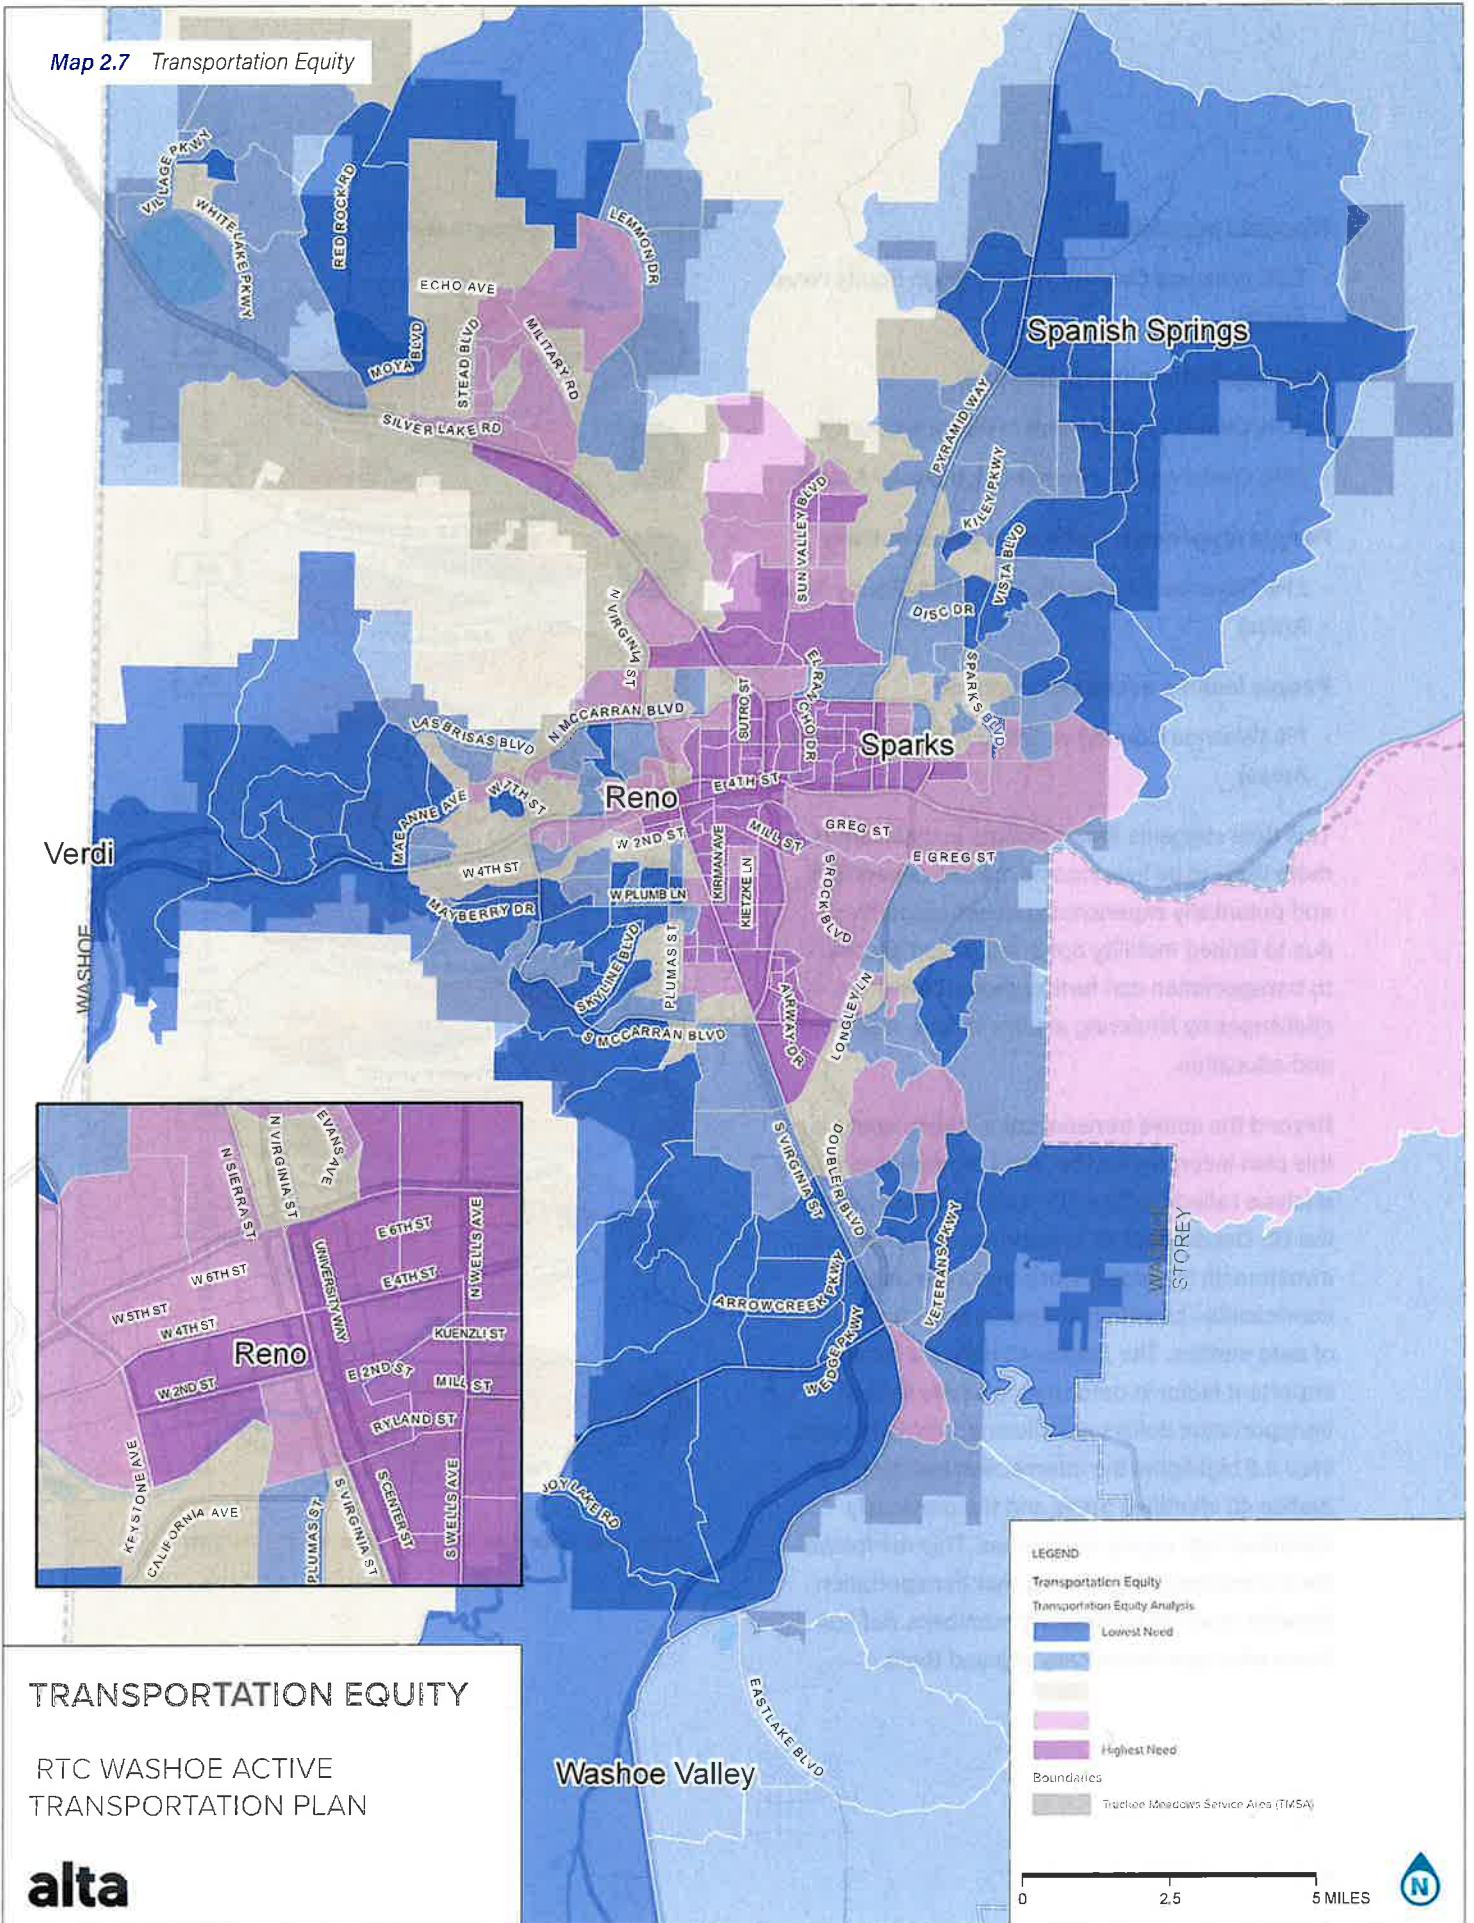 Map 2.7 Transportation Equity
VILLAGE PKWY
WHITE LAKE PKWY
RED ROCK RD
LEMMON DR
ECHO AVE
MOYA BLVD
STEAD BLVD
MILITARY RD
SILVER LAKE RD
Spanish Springs
PYRAMID WAY
KILEY PKWY
SUN VALLEY BLVD
VISTA BLVD
DISC DR
N VIRGINIA ST
EL RANCHO DR
SPARKS BLVD
SUTRO ST
LAS BRISAS BLVD
N MCCARRAN BLVD
Sparks
W 7TH ST
E 4TH ST
Reno
MAE ANNE AVE
Verdi
W 2ND ST
MILL ST
GREG ST
E GREG ST
W 4TH ST
KIRMAN AVE
KIETZKE LN
S ROCK BLVD
W PLUMB LN
MAYBERRY DR
WASHOE
SKYLINE BLVD
PLUMAS ST
AIRWAY DR
LONGLEY LN
S MCCARRAN BLVD
S VIRGINIA ST
DOUBLE R BLVD
VETERANS PKWY
WASHOE
STOREY
ARROWCREEK PKWY
WEDGE PKWY
JOY LAKE RD
EASTLAKE BLVD
Washoe Valley
N SIERRA ST
N VIRGINIA ST
EVANS AVE
E 6TH ST
N WELLS AVE
W 6TH ST
UNIVERSITY WAY
E 4TH ST
W 5TH ST
W 4TH ST
KUENZLI ST
Reno
E 2ND ST
MILL ST
W 2ND ST
RYLAND ST
KEYSTONE AVE
CALIFORNIA AVE
PLUMAS ST
S VIRGINIA ST
S CENTER ST
S WELLS AVE
TRANSPORTATION EQUITY
RTC WASHOE ACTIVE
TRANSPORTATION PLAN
alta
LEGEND
Transportation Equity
Transportation Equity Analysis
Lowest Need
Highest Need
Boundaries
Truckee Meadows Service Area (TMSA)
0 2.5 5 MILES
N